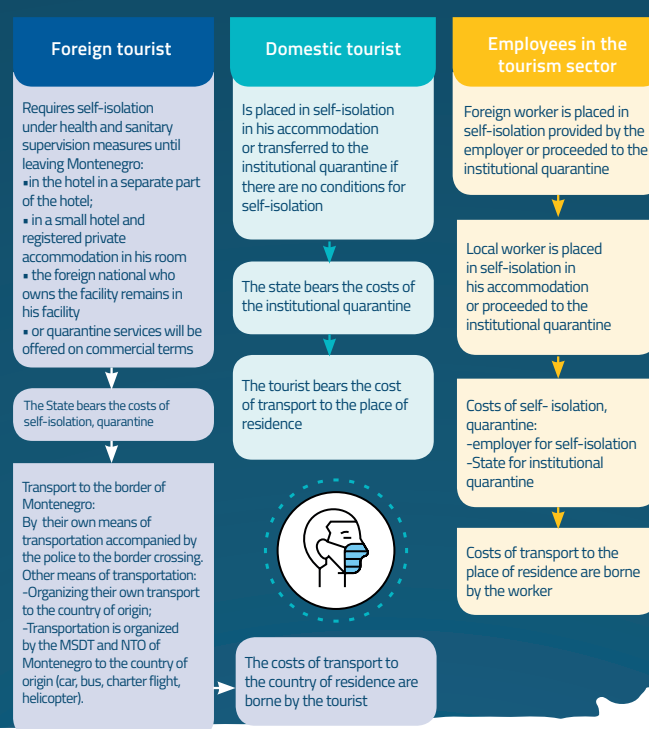 Foreign tourist
Requires self-isolation
under health and sanitary
supervision measures until
leaving Montenegro:
▪in the hotel in a separate part
of the hotel;
▪ in a small hotel and
registered private
accommodation in his room
▪ the foreign national who
owns the facility remains in
his facility
▪ or quarantine services will be
offered on commercial terms
The State bears the costs of
self-isolation, quarantine
Transport to the border of
Montenegro:
By their own means of
transportation accompanied by
the police to the border crossing.
Other means of transportation:
-Organizing their own transport
to the country of origin;
-Transportation is organized
by the MSDT and NTO of
Montenegro to the country of
origin (car, bus, charter flight,
helicopter).
The costs of transport to
the country of residence are
borne by the tourist
Domestic tourist
Is placed in self-isolation
in his accommodation
or transferred to the
institutional quarantine if
there are no conditions for
self-isolation
The state bears the costs of
the institutional quarantine
The tourist bears the cost
of transport to the place of
residence
Employees in the
tourism sector
Foreign worker is placed in
self-isolation provided by the
employer or proceeded to the
institutional quarantine
Local worker is placed
in self-isolation in
his accommodation
or proceeded to the
institutional quarantine
Costs of self- isolation,
quarantine:
-employer for self-isolation
-State for institutional
quarantine
Costs of transport to the
place of residence are borne
by the worker